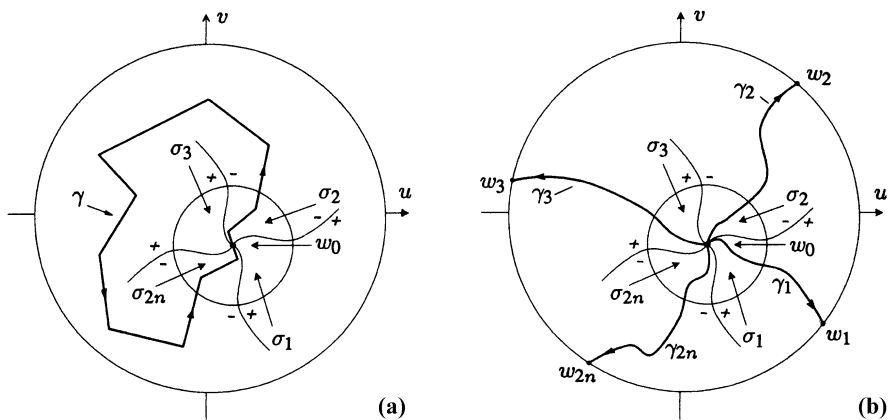 v
u
γ
σ₃
σ₂
w₀
σ₁
σ₂ₙ
+ -
- +
+ -
- +
(a)
v
u
w₂
γ₂
w₃
γ₃
σ₃
σ₂
w₀
σ₂ₙ
σ₁
γ₁
w₁
γ₂ₙ
w₂ₙ
+ -
- +
+ -
- +
(b)